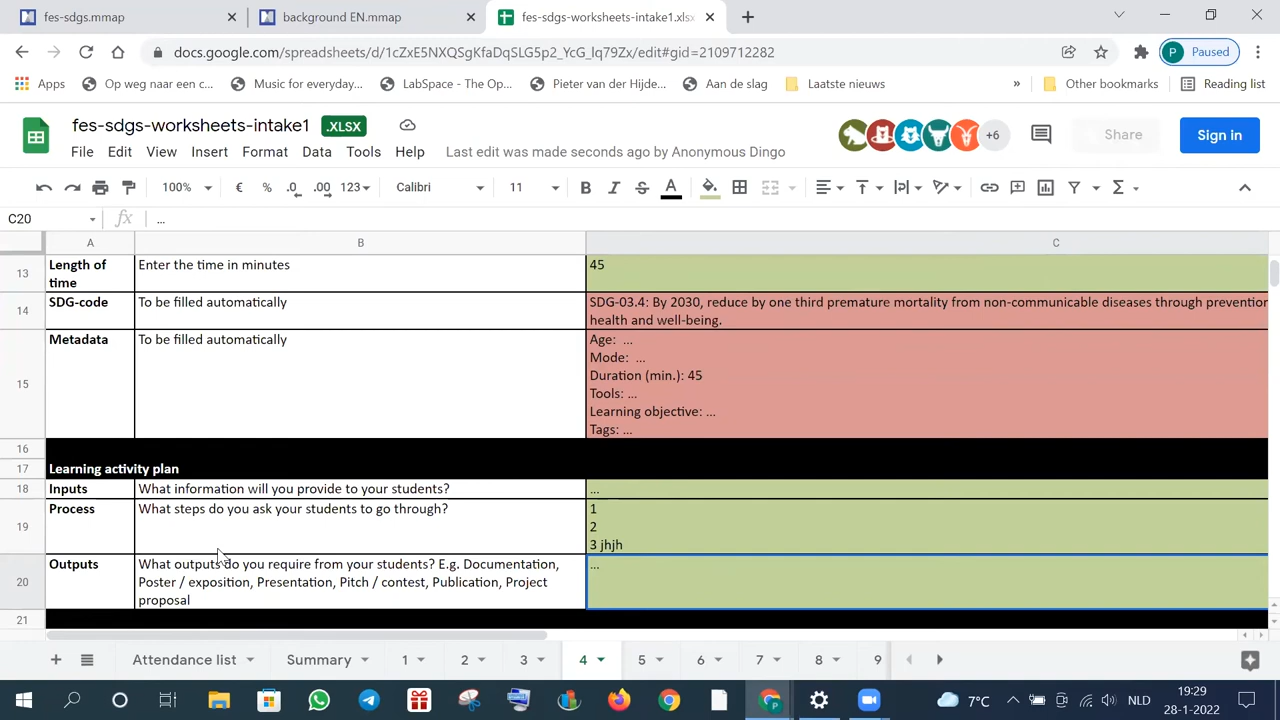 fes-sdgs.mmap
background EN.mmap
fes-sdgs-worksheets-intake1.xlsx
docs.google.com/spreadsheets/d/1cZxE5NXQSgKfaDqSLG5p2_YcG_lq79Zx/edit#gid=2109712282
P Paused
Apps
Op weg naar een c...
Music for everyday...
LabSpace - The Op...
Pieter van der Hijde...
Aan de slag
Laatste nieuws
»
Other bookmarks
Reading list
fes-sdgs-worksheets-intake1 .XLSX
+6
Share
Sign in
File Edit View Insert Format Data Tools Help
Last edit was made seconds ago by Anonymous Dingo
100% € % .0 .00 123 Calibri 11 B I S A Σ
C20 fx ...
A B C
13 Length of time Enter the time in minutes 45
14 SDG-code To be filled automatically SDG-03.4: By 2030, reduce by one third premature mortality from non-communicable diseases through prevention
health and well-being.
15 Metadata To be filled automatically Age: ...
Mode: ...
Duration (min.): 45
Tools: ...
Learning objective: ...
Tags: ...
16
17 Learning activity plan
18 Inputs What information will you provide to your students? ...
19 Process What steps do you ask your students to go through? 1
2
3 jhjh
20 Outputs What outputs do you require from your students? E.g. Documentation, ...
Poster / exposition, Presentation, Pitch / contest, Publication, Project
proposal
21
Attendance list Summary 1 2 3 4 5 6 7 8 9
7°C NLD 19:29
28-1-2022